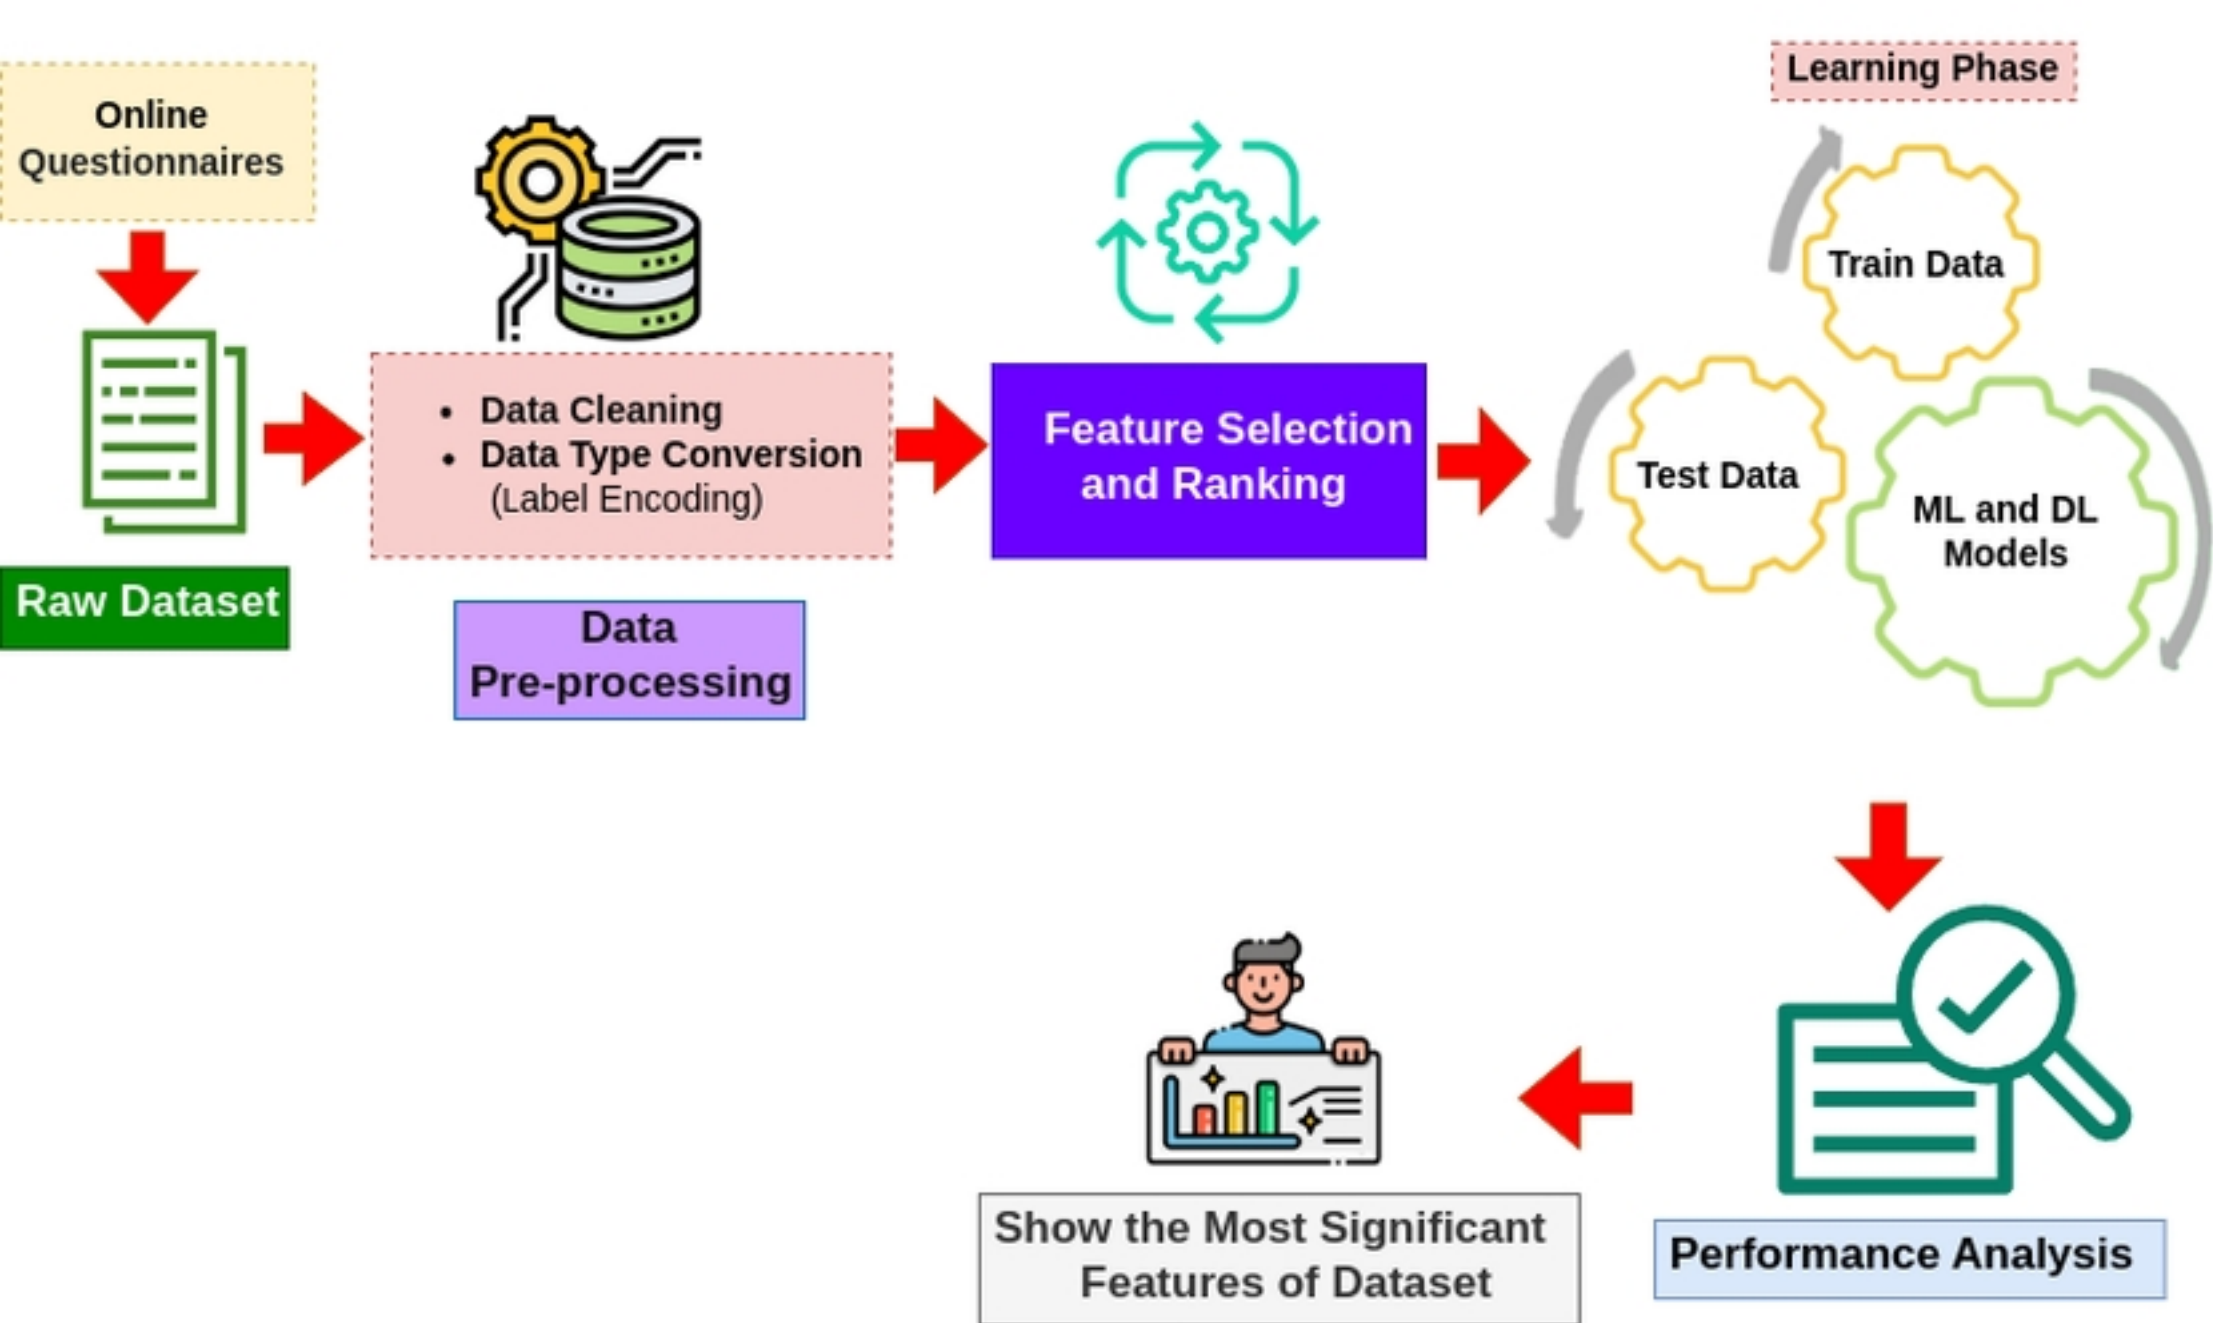 Online
Questionnaires
Raw Dataset
• Data Cleaning
• Data Type Conversion
(Label Encoding)
Data
Pre-processing
Feature Selection
and Ranking
Learning Phase
Train Data
Test Data
ML and DL
Models
Performance Analysis
Show the Most Significant
Features of Dataset